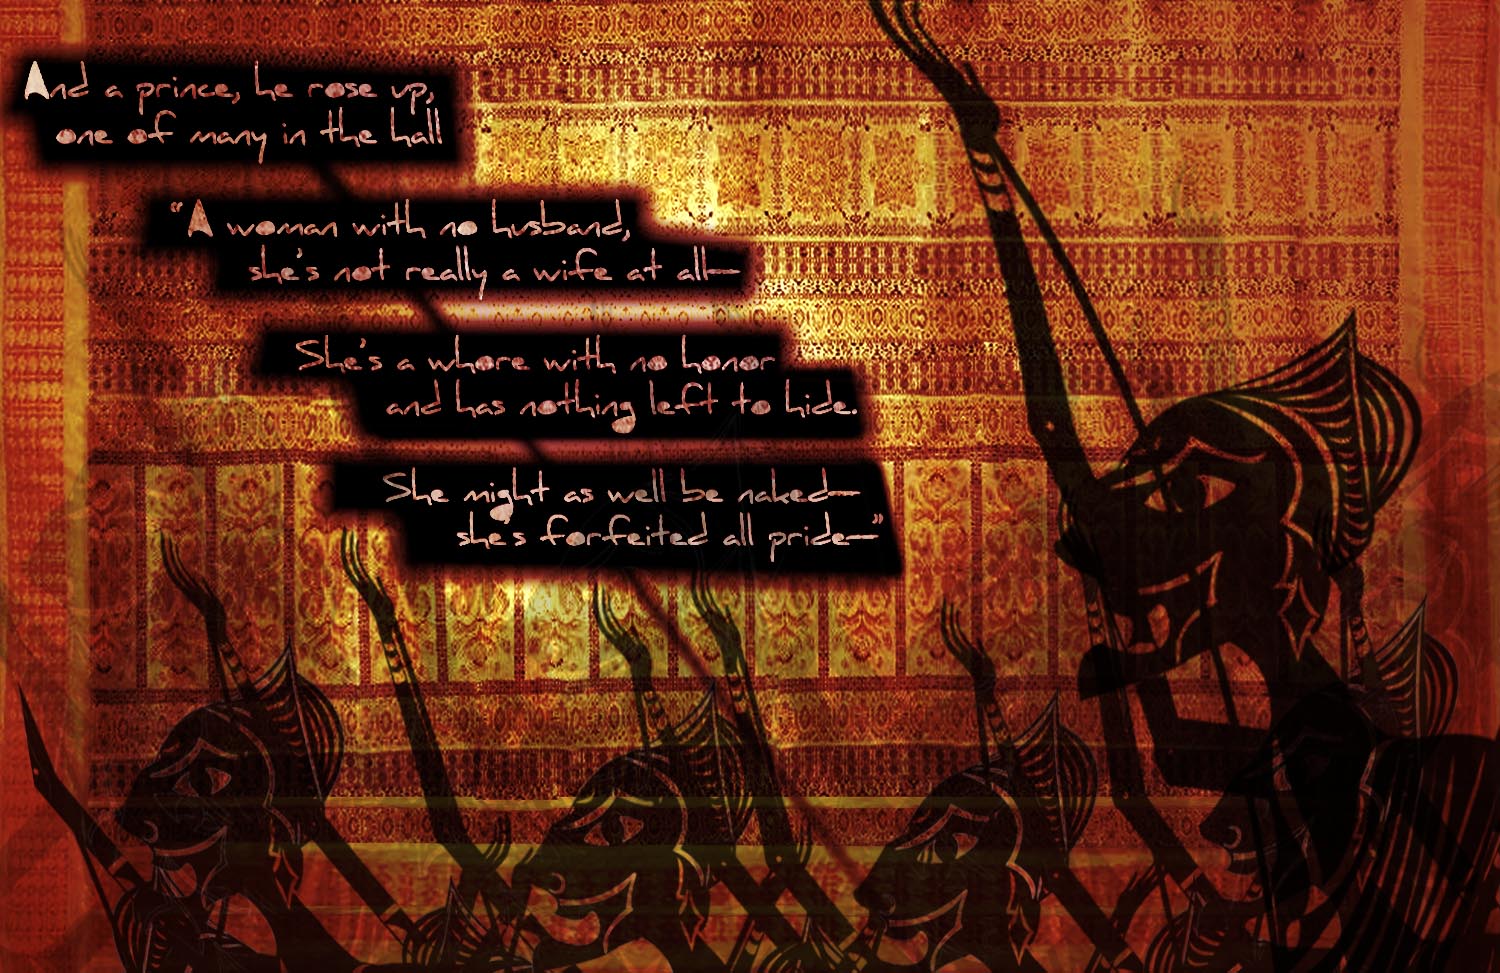 And a prince, he rose up,
one of many in the hall
"A woman with no husband,
she's not really a wife at all—
She's a whore with no honor
and has nothing left to hide.
She might as well be naked—
she's forfeited all pride—"